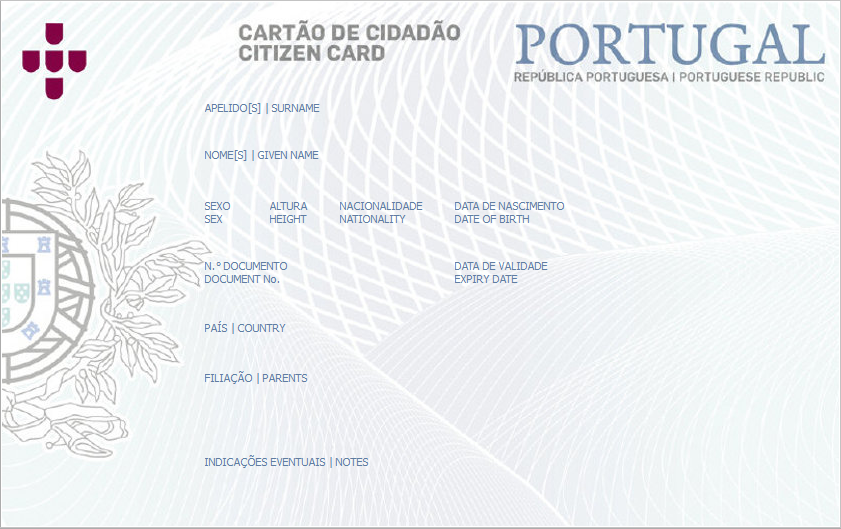 CARTÃO DE CIDADÃO
CITIZEN CARD
PORTUGAL
REPÚBLICA PORTUGUESA | PORTUGUESE REPUBLIC
APELIDO[S] | SURNAME
NOME[S] | GIVEN NAME
SEXO ALTURA NACIONALIDADE DATA DE NASCIMENTO
SEX HEIGHT NATIONALITY DATE OF BIRTH
N.º DOCUMENTO DATA DE VALIDADE
DOCUMENT No. EXPIRY DATE
PAÍS | COUNTRY
FILIAÇÃO | PARENTS
INDICAÇÕES EVENTUAIS | NOTES